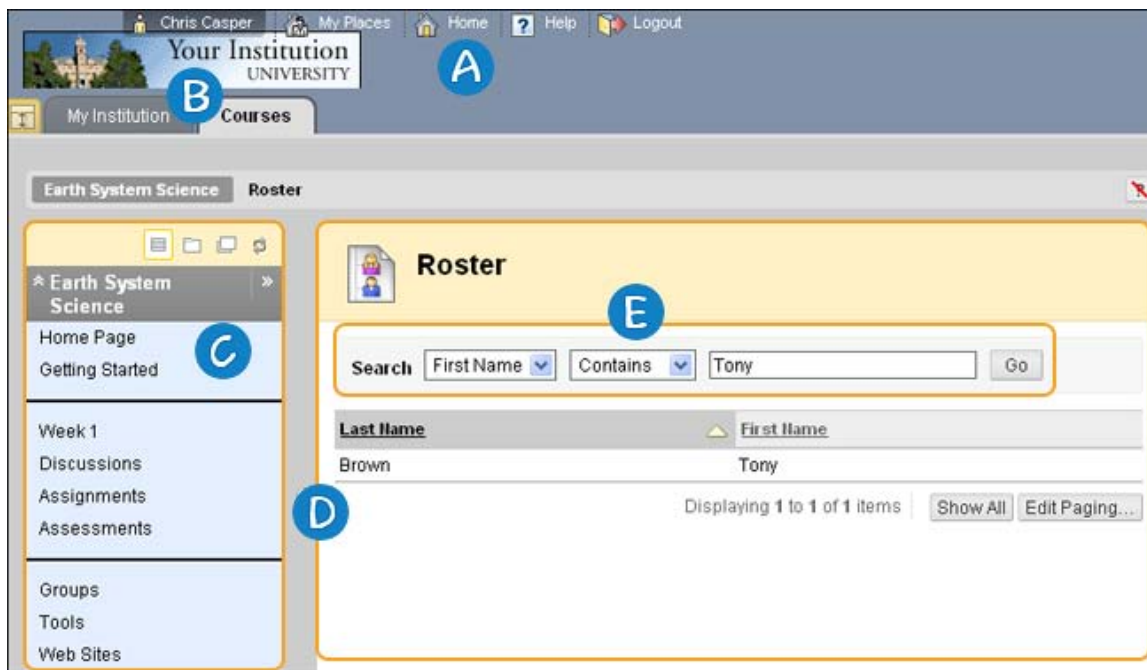 Chris Casper My Places Home ? Help Logout
Your Institution
UNIVERSITY
A
B
My Institution Courses
Earth System Science Roster
Earth System
Science
Roster
E
Home Page
Getting Started
C
Search First Name Contains Tony Go
Last Name First Name
Brown Tony
Week 1
Discussions
Assignments
Assessments
D
Displaying 1 to 1 of 1 items Show All Edit Paging...
Groups
Tools
Web Sites